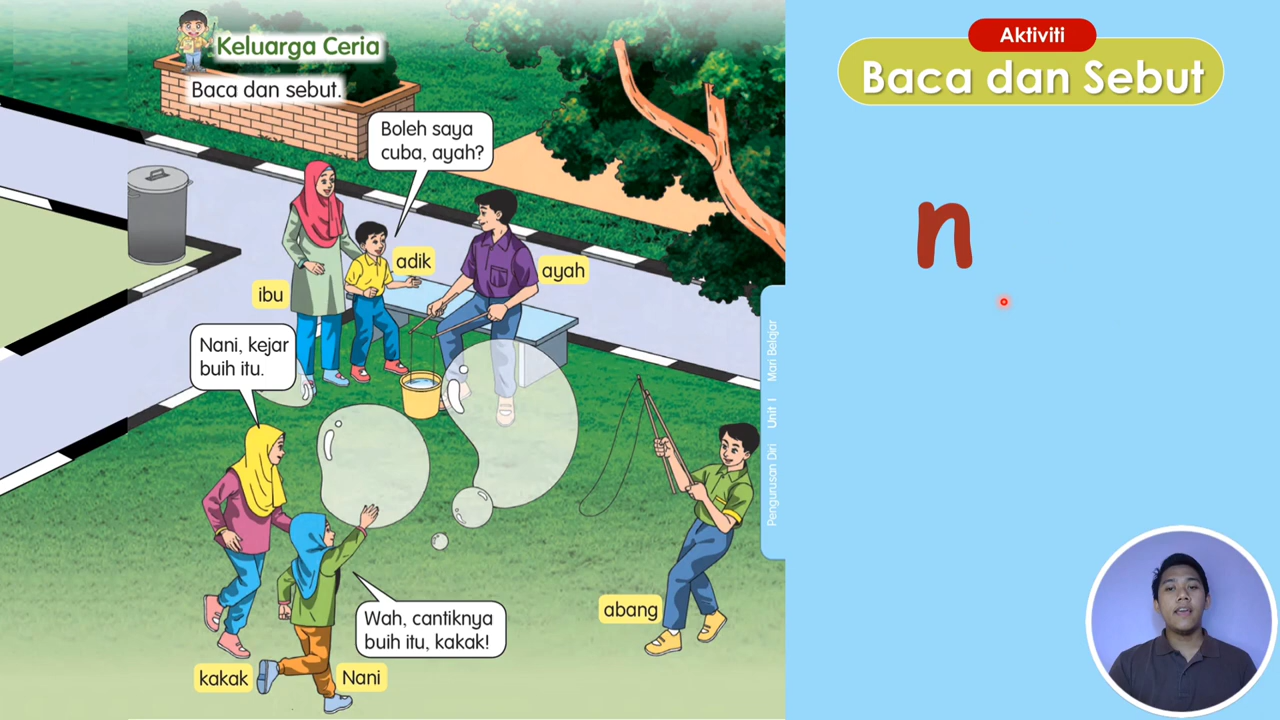 Keluarga Ceria
Baca dan sebut.
Boleh saya
cuba, ayah?
adik
ayah
ibu
Nani, kejar
buih itu.
Wah, cantiknya
buih itu, kakak!
abang
kakak
Nani
Pengurusan Diri Unit 1 Mari Belajar
Aktiviti
Baca dan Sebut
n